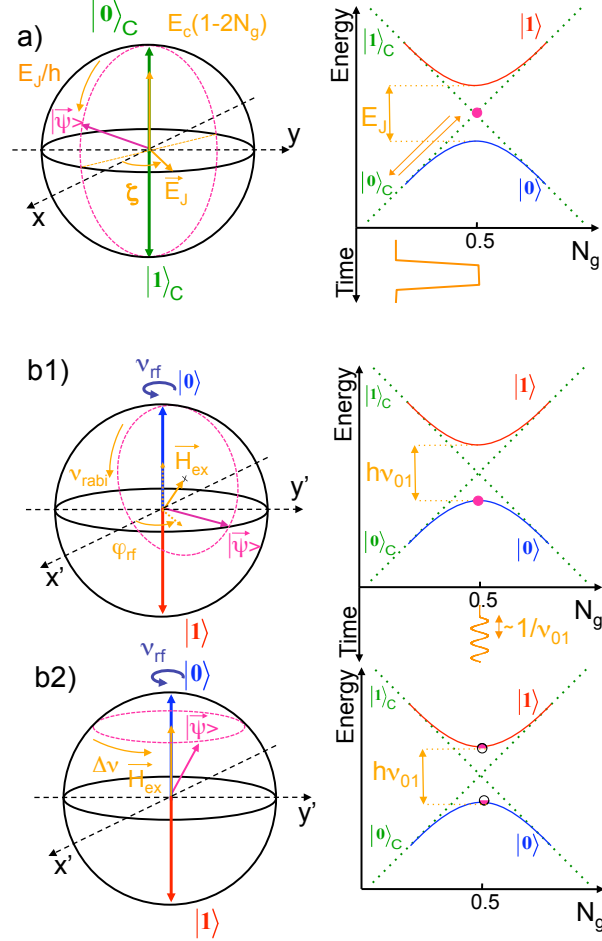 a)
|0⟩C
Ec(1-2Ng)
EJ/h
|ψ>
y
ζ
EJ
x
|1⟩C
Energy
|1⟩C
|1⟩
EJ
|0⟩C
|0⟩
0.5
Ng
Time
b1)
νrf
|0⟩
νrabi
Hex
φrf
|ψ>
y’
x’
|1⟩
Energy
|1⟩C
|1⟩
hν01
|0⟩C
|0⟩
0.5
Ng
Time
~1/ν01
b2)
νrf
|0⟩
|ψ>
Δν
Hex
y’
x’
|1⟩
Energy
|1⟩C
|1⟩
hν01
|0⟩C
|0⟩
0.5
Ng